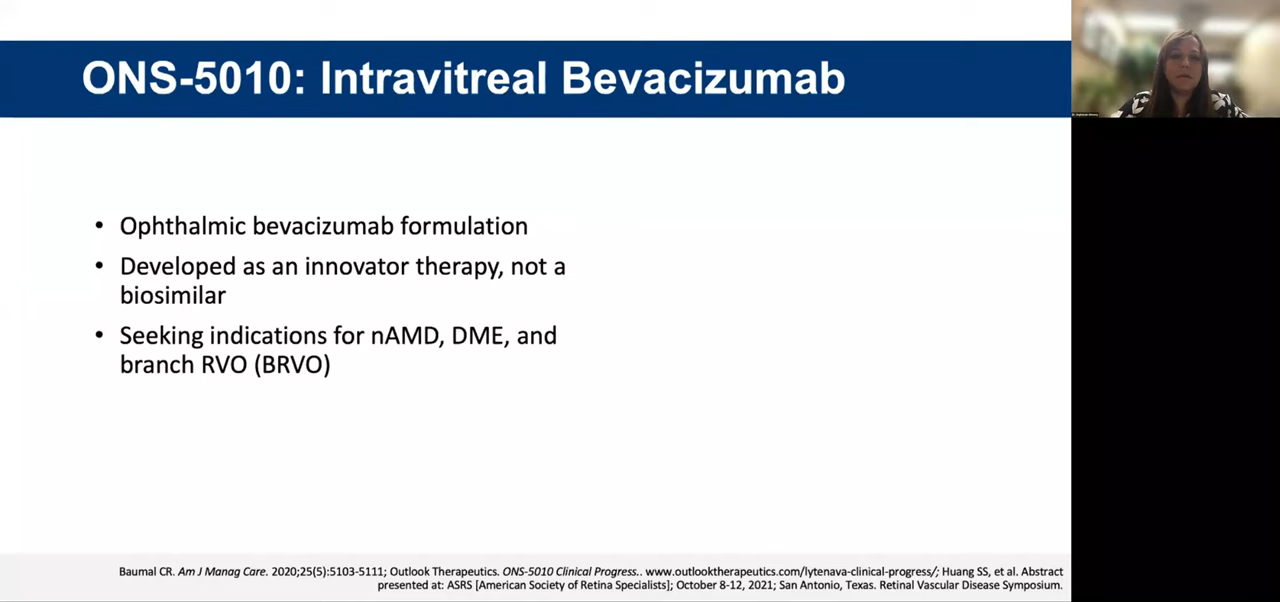 ONS-5010: Intravitreal Bevacizumab
• Ophthalmic bevacizumab formulation
• Developed as an innovator therapy, not a
biosimilar
• Seeking indications for nAMD, DME, and
branch RVO (BRVO)
Baumal CR. Am J Manag Care. 2020;25(5):5103-5111; Outlook Therapeutics. ONS-5010 Clinical Progress.. www.outlooktherapeutics.com/lytenava-clinical-progress/; Huang SS, et al. Abstract
presented at: ASRS [American Society of Retina Specialists]; October 8-12, 2021; San Antonio, Texas. Retinal Vascular Disease Symposium.